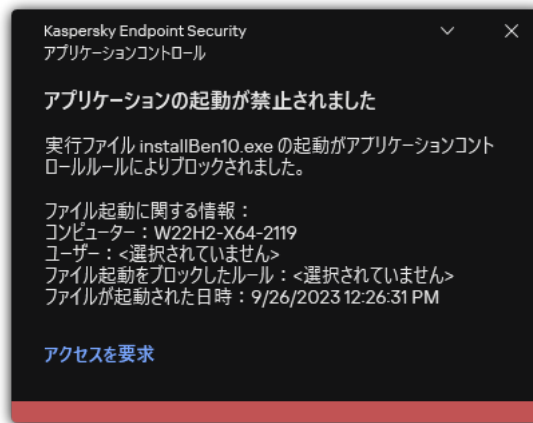 Kaspersky Endpoint Security
アプリケーションコントロール
アプリケーションの起動が禁止されました
実行ファイル installBen10.exe の起動がアプリケーションコント
ロールルールによりブロックされました。
ファイル起動に関する情報：
コンピューター：W22H2-X64-2119
ユーザー：<選択されていません>
ファイル起動をブロックしたルール：<選択されていません>
ファイルが起動された日時：9/26/2023 12:26:31 PM
アクセスを要求